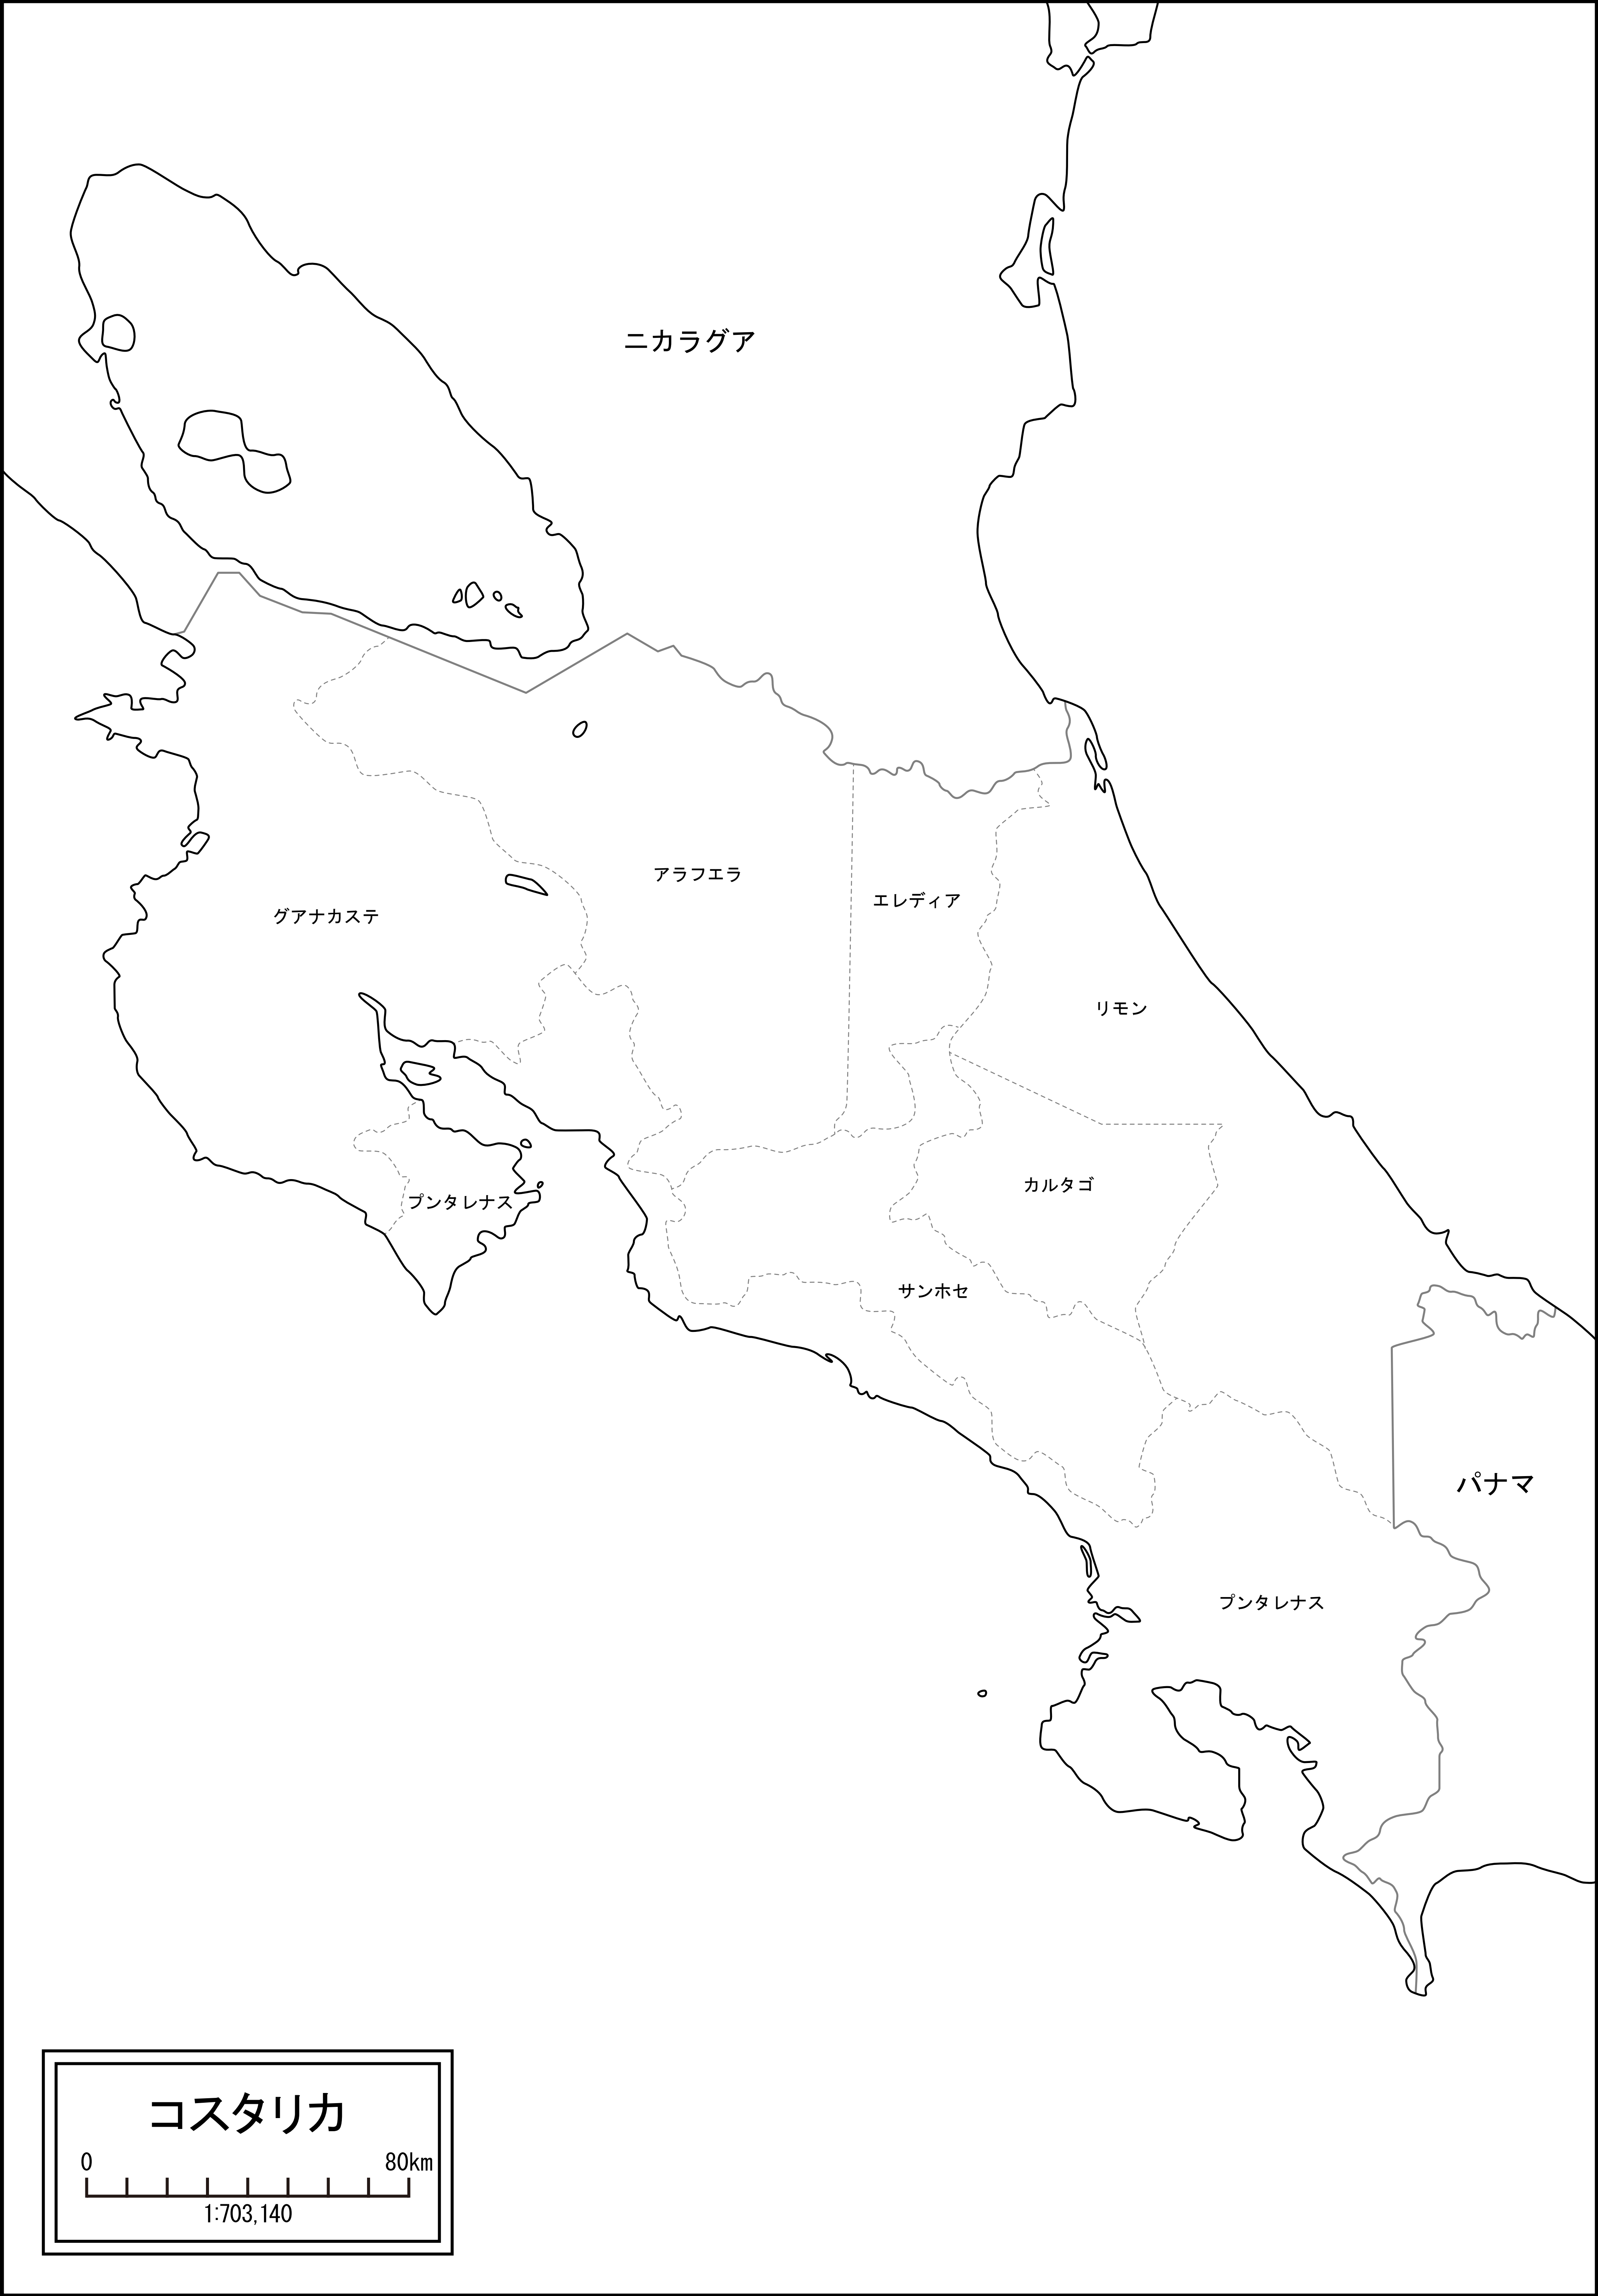 ニカラグア
アラフエラ
エレディア
グアナカステ
リモン
カルタゴ
プンタレナス
サンホセ
パナマ
プンタレナス
コスタリカ
0 80km
1:703,140